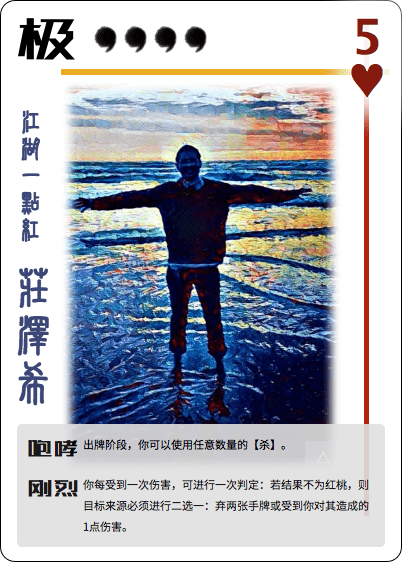 极
5
江湖一點紅
莊澤希
咆哮 出牌阶段，你可以使用任意数量的【杀】。
刚烈 你每受到一次伤害，可进行一次判定：若结果不为红桃，则
目标来源必须进行二选一：弃两张手牌或受到你对其造成的
1点伤害。